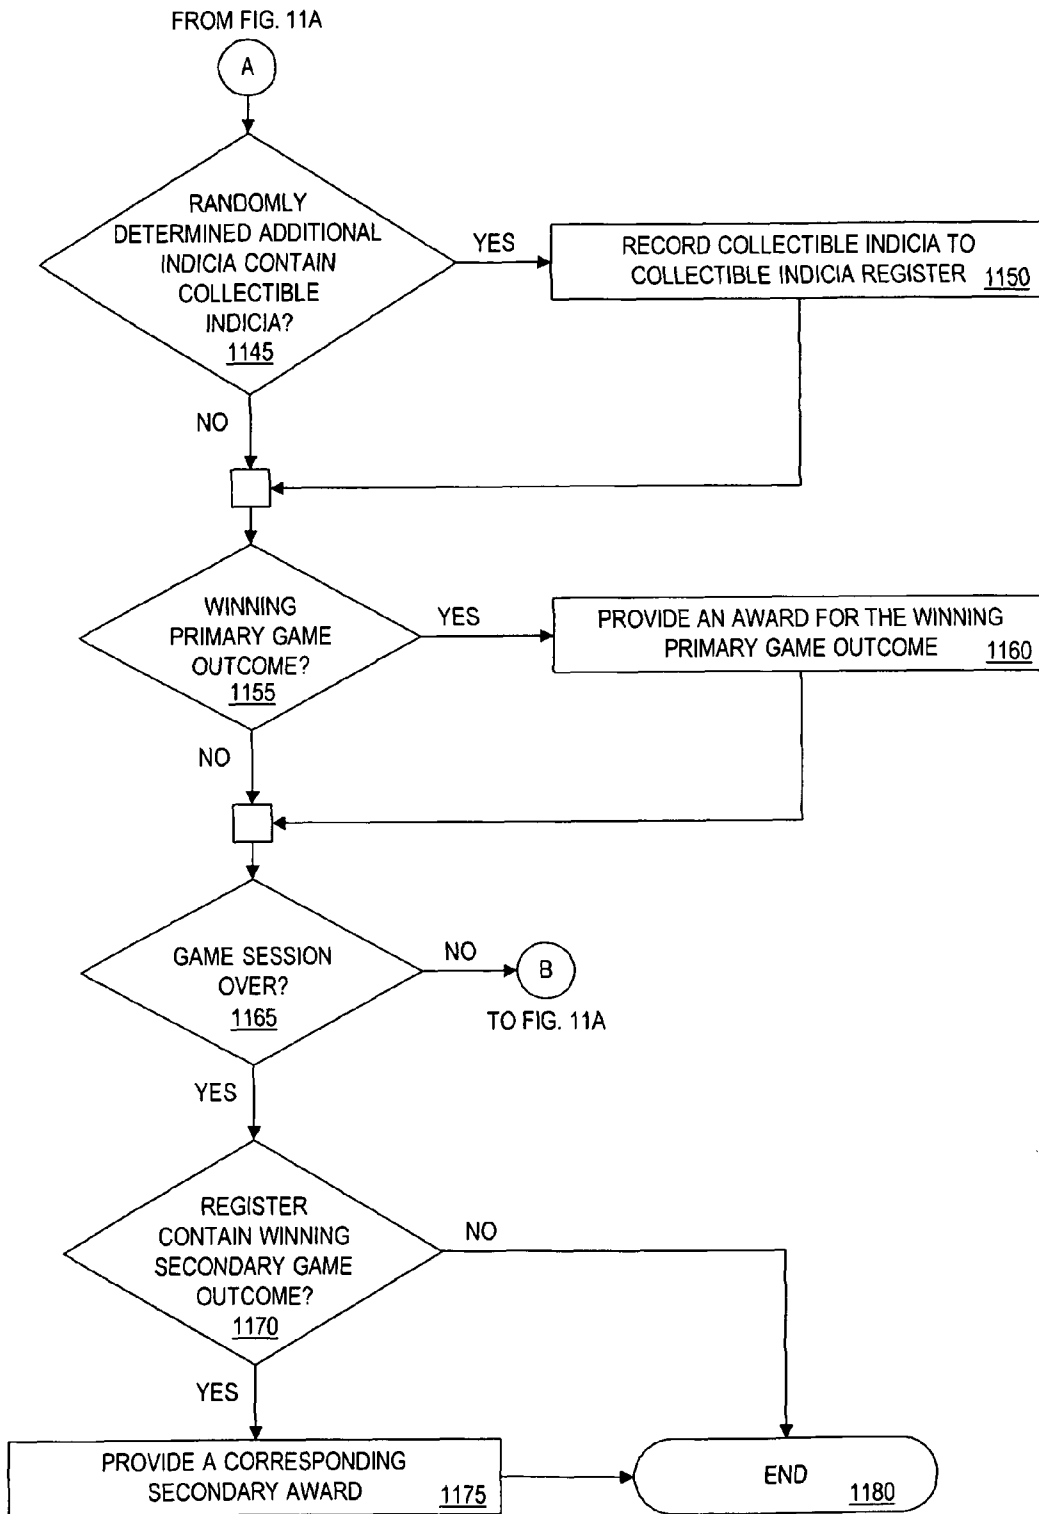 FROM FIG. 11A
A
RANDOMLY
DETERMINED ADDITIONAL
INDICIA CONTAIN
COLLECTIBLE
INDICIA?
1145
YES
RECORD COLLECTIBLE INDICIA TO
COLLECTIBLE INDICIA REGISTER 1150
NO
WINNING
PRIMARY GAME
OUTCOME?
1155
YES
PROVIDE AN AWARD FOR THE WINNING
PRIMARY GAME OUTCOME 1160
NO
GAME SESSION
OVER?
1165
NO
B
TO FIG. 11A
YES
REGISTER
CONTAIN WINNING
SECONDARY GAME
OUTCOME?
1170
NO
YES
PROVIDE A CORRESPONDING
SECONDARY AWARD 1175
END
1180